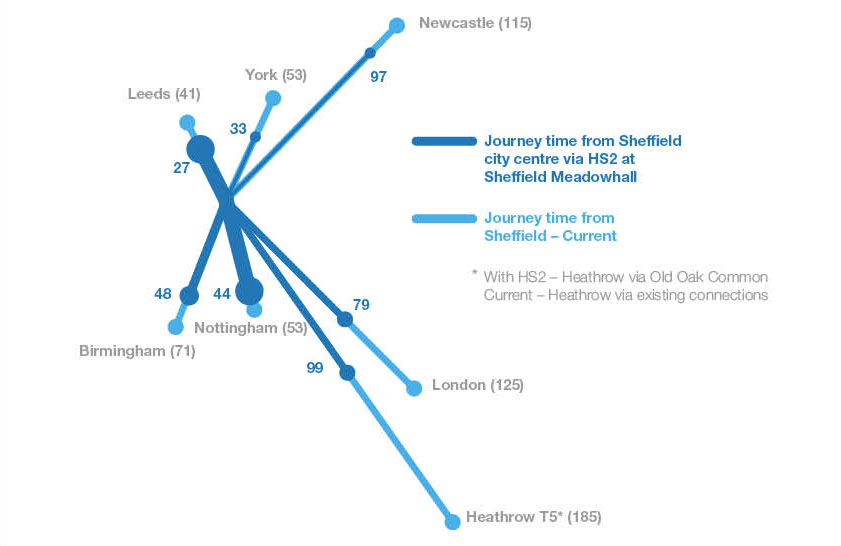 Newcastle (115)
97
York (53)
Leeds (41)
33
27
Journey time from Sheffield
city centre via HS2 at
Sheffield Meadowhall
Journey time from
Sheffield – Current
* With HS2 – Heathrow via Old Oak Common
Current – Heathrow via existing connections
48
44
79
Nottingham (53)
Birmingham (71)
99
London (125)
Heathrow T5* (185)